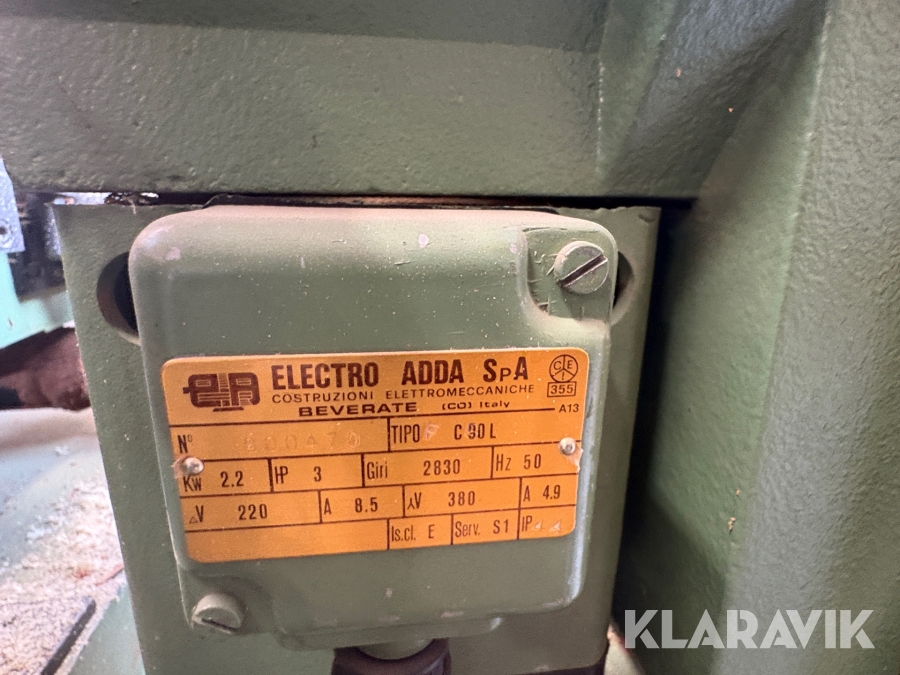 ELECTRO ADDA SpA
COSTRUZIONI ELETTROMECCANICHE
BEVERATE (CO) Italy
CEI
355
A13
Nº
TIPO C 90 L
Kw 2.2 HP 3 Giri 2830 Hz 50
△V 220 A 8.5 ⅄V 380 A 4.9
Is.cl. E Serv. S1 IP
KLARAVIK